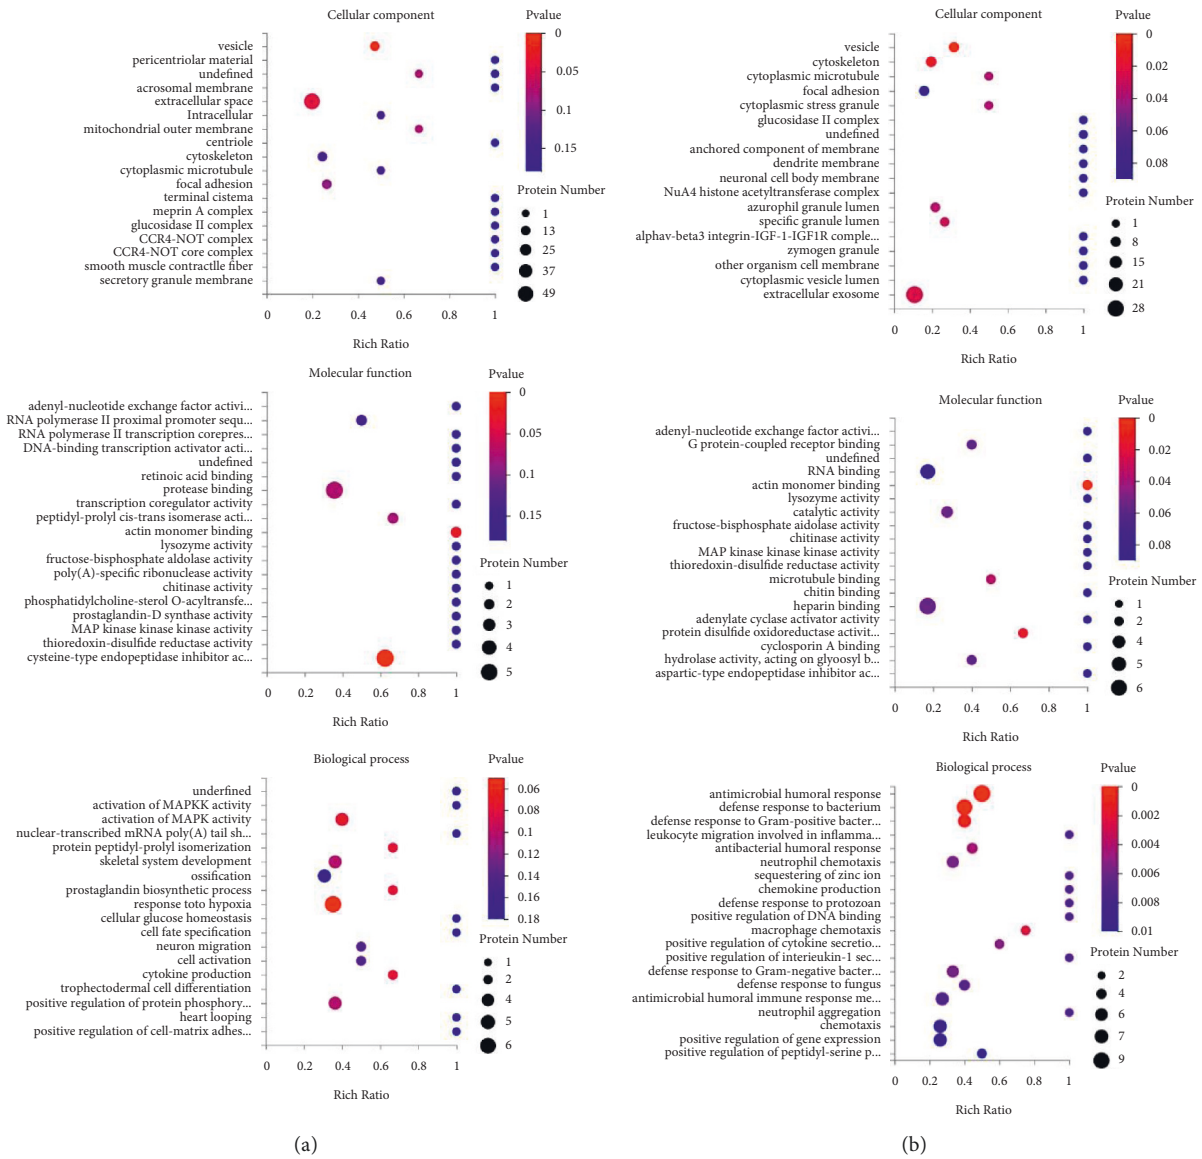 Cellular component
Pvalue
vesicle
pericentriolar material
undefined
acrosomal membrane
extracellular space
Intracellular
mitochondrial outer membrane
centriole
cytoskeleton
cytoplasmic microtubule
focal adhesion
terminal cistema
meprin A complex
glucosidase II complex
CCR4-NOT complex
CCR4-NOT core complex
smooth muscle contractlle fiber
secretory granule membrane
0
0.05
0.1
0.15
Protein Number
1
13
25
37
49
0 0.2 0.4 0.6 0.8 1
Rich Ratio
Molecular function
Pvalue
adenyl-nucleotide exchange factor activi...
RNA polymerase II proximal promoter sequ...
RNA polymerase II transcription corepres...
DNA-binding transcription activator acti...
undefined
retinoic acid binding
protease binding
transcription coregulator activity
peptidyl-prolyl cis-trans isomerase acti...
actin monomer binding
lysozyme activity
fructose-bisphosphate aldolase activity
poly(A)-specific ribonuclease activity
chitinase activity
phosphatidylcholine-sterol O-acyltransfe...
prostaglandin-D synthase activity
MAP kinase kinase kinase activity
thioredoxin-disulfide reductase activity
cysteine-type endopeptidase inhibitor ac...
0
0.05
0.1
0.15
Protein Number
1
2
3
4
5
0 0.2 0.4 0.6 0.8 1
Rich Ratio
Biological process
Pvalue
underfined
activation of MAPKK activity
activation of MAPK activity
nuclear-transcribed mRNA poly(A) tail sh...
protein peptidyl-prolyl isomerization
skeletal system development
ossification
prostaglandin biosynthetic process
response toto hypoxia
cellular glucose homeostasis
cell fate specification
neuron migration
cell activation
cytokine production
trophectodermal cell differentiation
positive regulation of protein phosphory...
heart looping
positive regulation of cell-matrix adhes...
0.06
0.08
0.1
0.12
0.14
0.16
0.18
Protein Number
1
2
4
5
6
0 0.2 0.4 0.6 0.8 1
Rich Ratio
(a)
Cellular component
Pvalue
vesicle
cytoskeleton
cytoplasmic microtubule
focal adhesion
cytoplasmic stress granule
glucosidase II complex
undefined
anchored component of membrane
dendrite membrane
neuronal cell body membrane
NuA4 histone acetyltransferase complex
azurophil granule lumen
specific granule lumen
alphav-beta3 integrin-IGF-1-IGF1R comple...
zymogen granule
other organism cell membrane
cytoplasmic vesicle lumen
extracellular exosome
0
0.02
0.04
0.06
0.08
Protein Number
1
8
15
21
28
0 0.2 0.4 0.6 0.8 1
Rich Ratio
Molecular function
Pvalue
adenyl-nucleotide exchange factor activi...
G protein-coupled receptor binding
undefined
RNA binding
actin monomer binding
lysozyme activity
catalytic activity
fructose-bisphosphate aidolase activity
chitinase activity
MAP kinase kinase kinase activity
thioredoxin-disulfide reductase activity
microtubule binding
chitin binding
heparin binding
adenylate cyclase activator activity
protein disulfide oxidoreductase activit...
cyclosporin A binding
hydrolase activity, acting on glyoosyl b...
aspartic-type endopeptidase inhibitor ac...
0
0.02
0.04
0.06
0.08
Protein Number
1
2
4
5
6
0 0.2 0.4 0.6 0.8 1
Rich Ratio
Biological process
Pvalue
antimicrobial humoral response
defense response to bacterium
defense response to Gram-positive bacter...
leukocyte migration involved in inflamma...
antibacterial humoral response
neutrophil chemotaxis
sequestering of zinc ion
chemokine production
defense response to protozoan
positive regulation of DNA binding
macrophage chemotaxis
positive regulation of cytokine secretio...
positive regulation of interieukin-1 sec...
defense response to Gram-negative bacter...
defense response to fungus
antimicrobial humoral immune response me...
neutrophil aggregation
chemotaxis
positive regulation of gene expression
positive regulation of peptidyl-serine p...
0
0.002
0.004
0.006
0.008
0.01
Protein Number
2
4
6
7
9
0 0.2 0.4 0.6 0.8 1
Rich Ratio
(b)